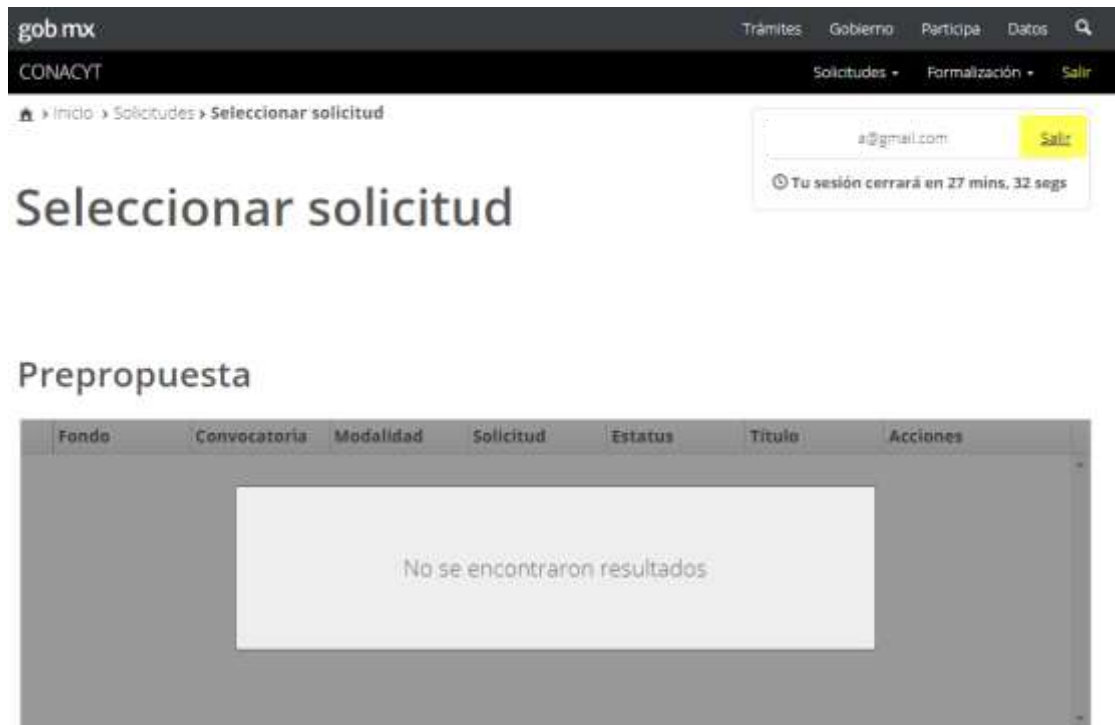 gob mx Trámites Gobierno Participa Datos
CONACYT Solicitudes Formalización Salir
Inicio > Solicitudes > Seleccionar solicitud
a@gmail.com Salir
Tu sesión cerrará en 27 mins, 32 segs
Seleccionar solicitud
Prepropuesta
Fondo Convocatoria Modalidad Solicitud Estatus Título Acciones
No se encontraron resultados